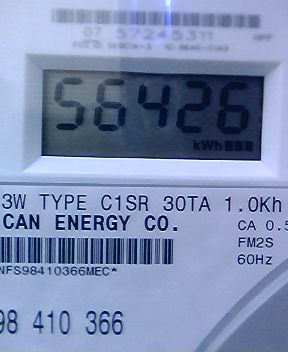 07 57245311
56426
kWh
3W TYPE C1SR 30TA 1.0Kh
CAN ENERGY CO.
CA 0.5
FM2S
60Hz
NFS98410366MEC*
98 410 366